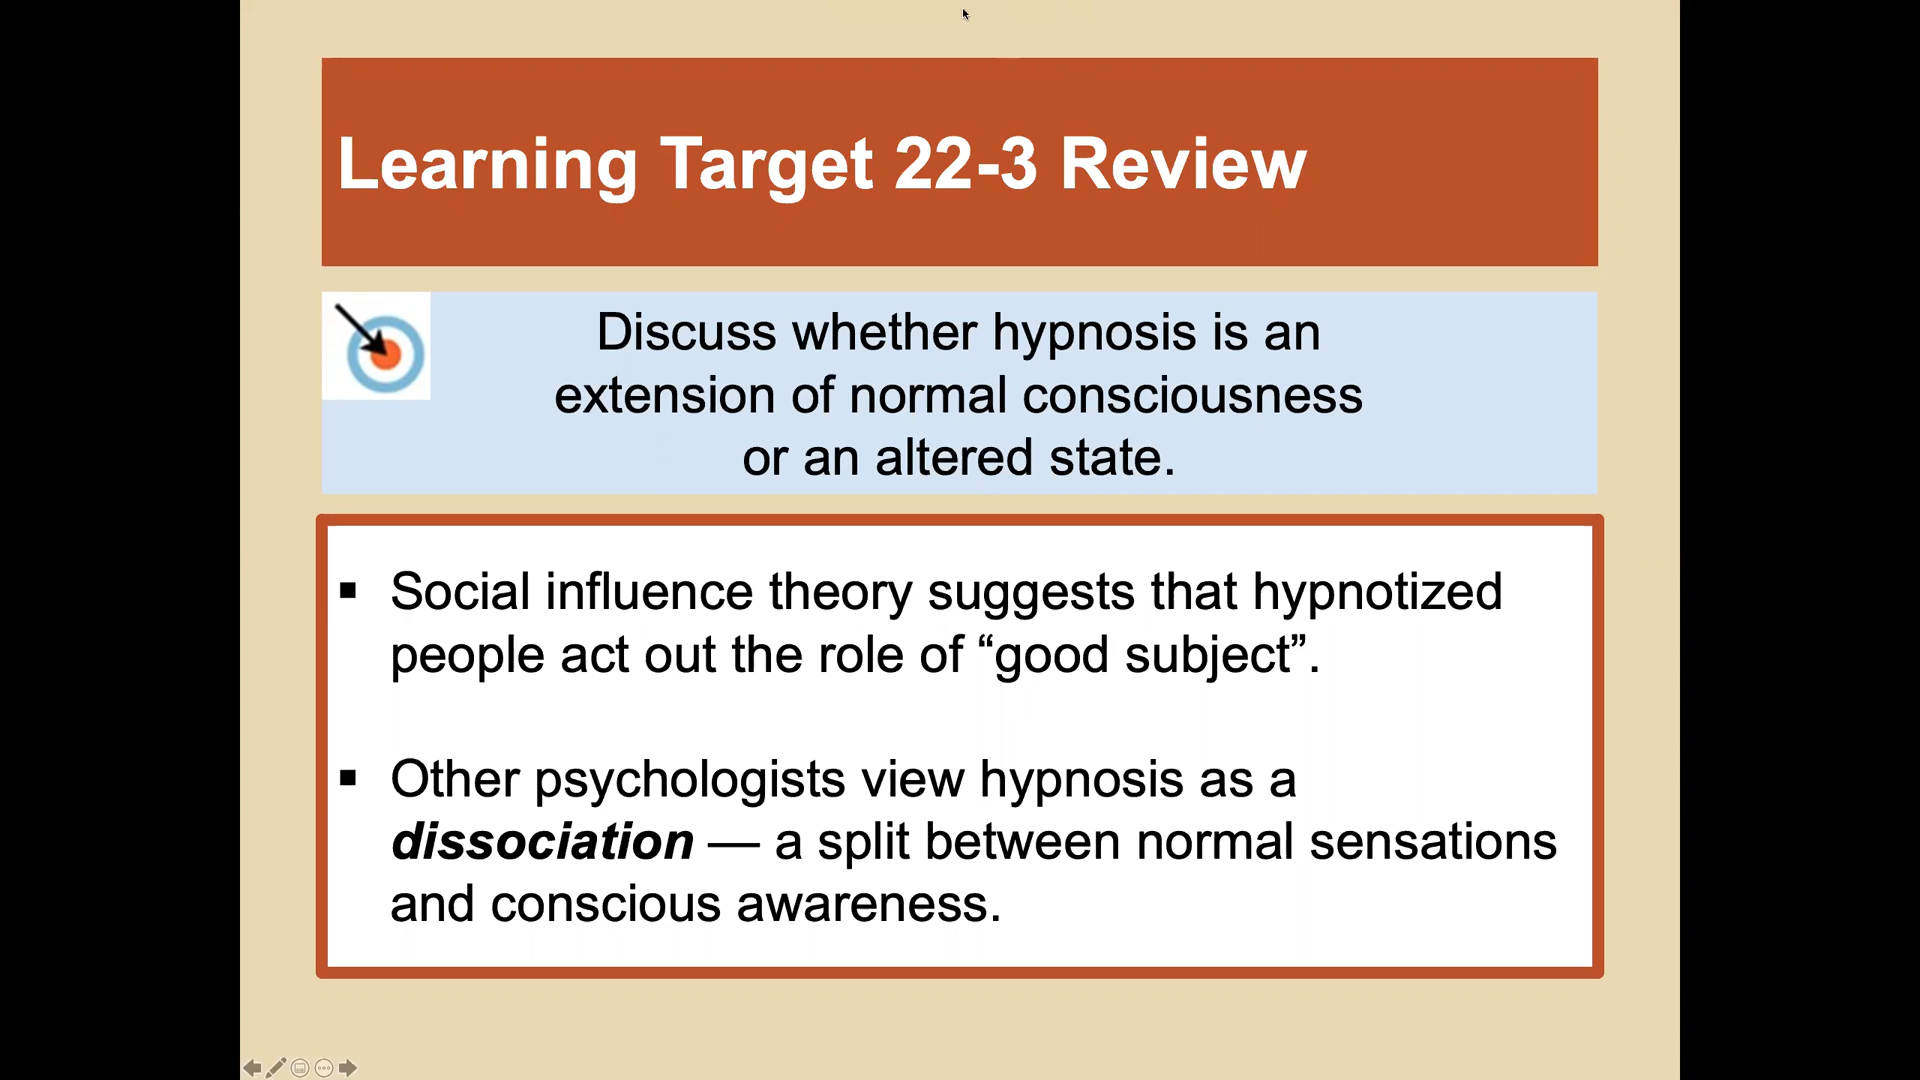 Learning Target 22-3 Review
Discuss whether hypnosis is an
extension of normal consciousness
or an altered state.
▪ Social influence theory suggests that hypnotized
people act out the role of “good subject”.
▪ Other psychologists view hypnosis as a
dissociation — a split between normal sensations
and conscious awareness.